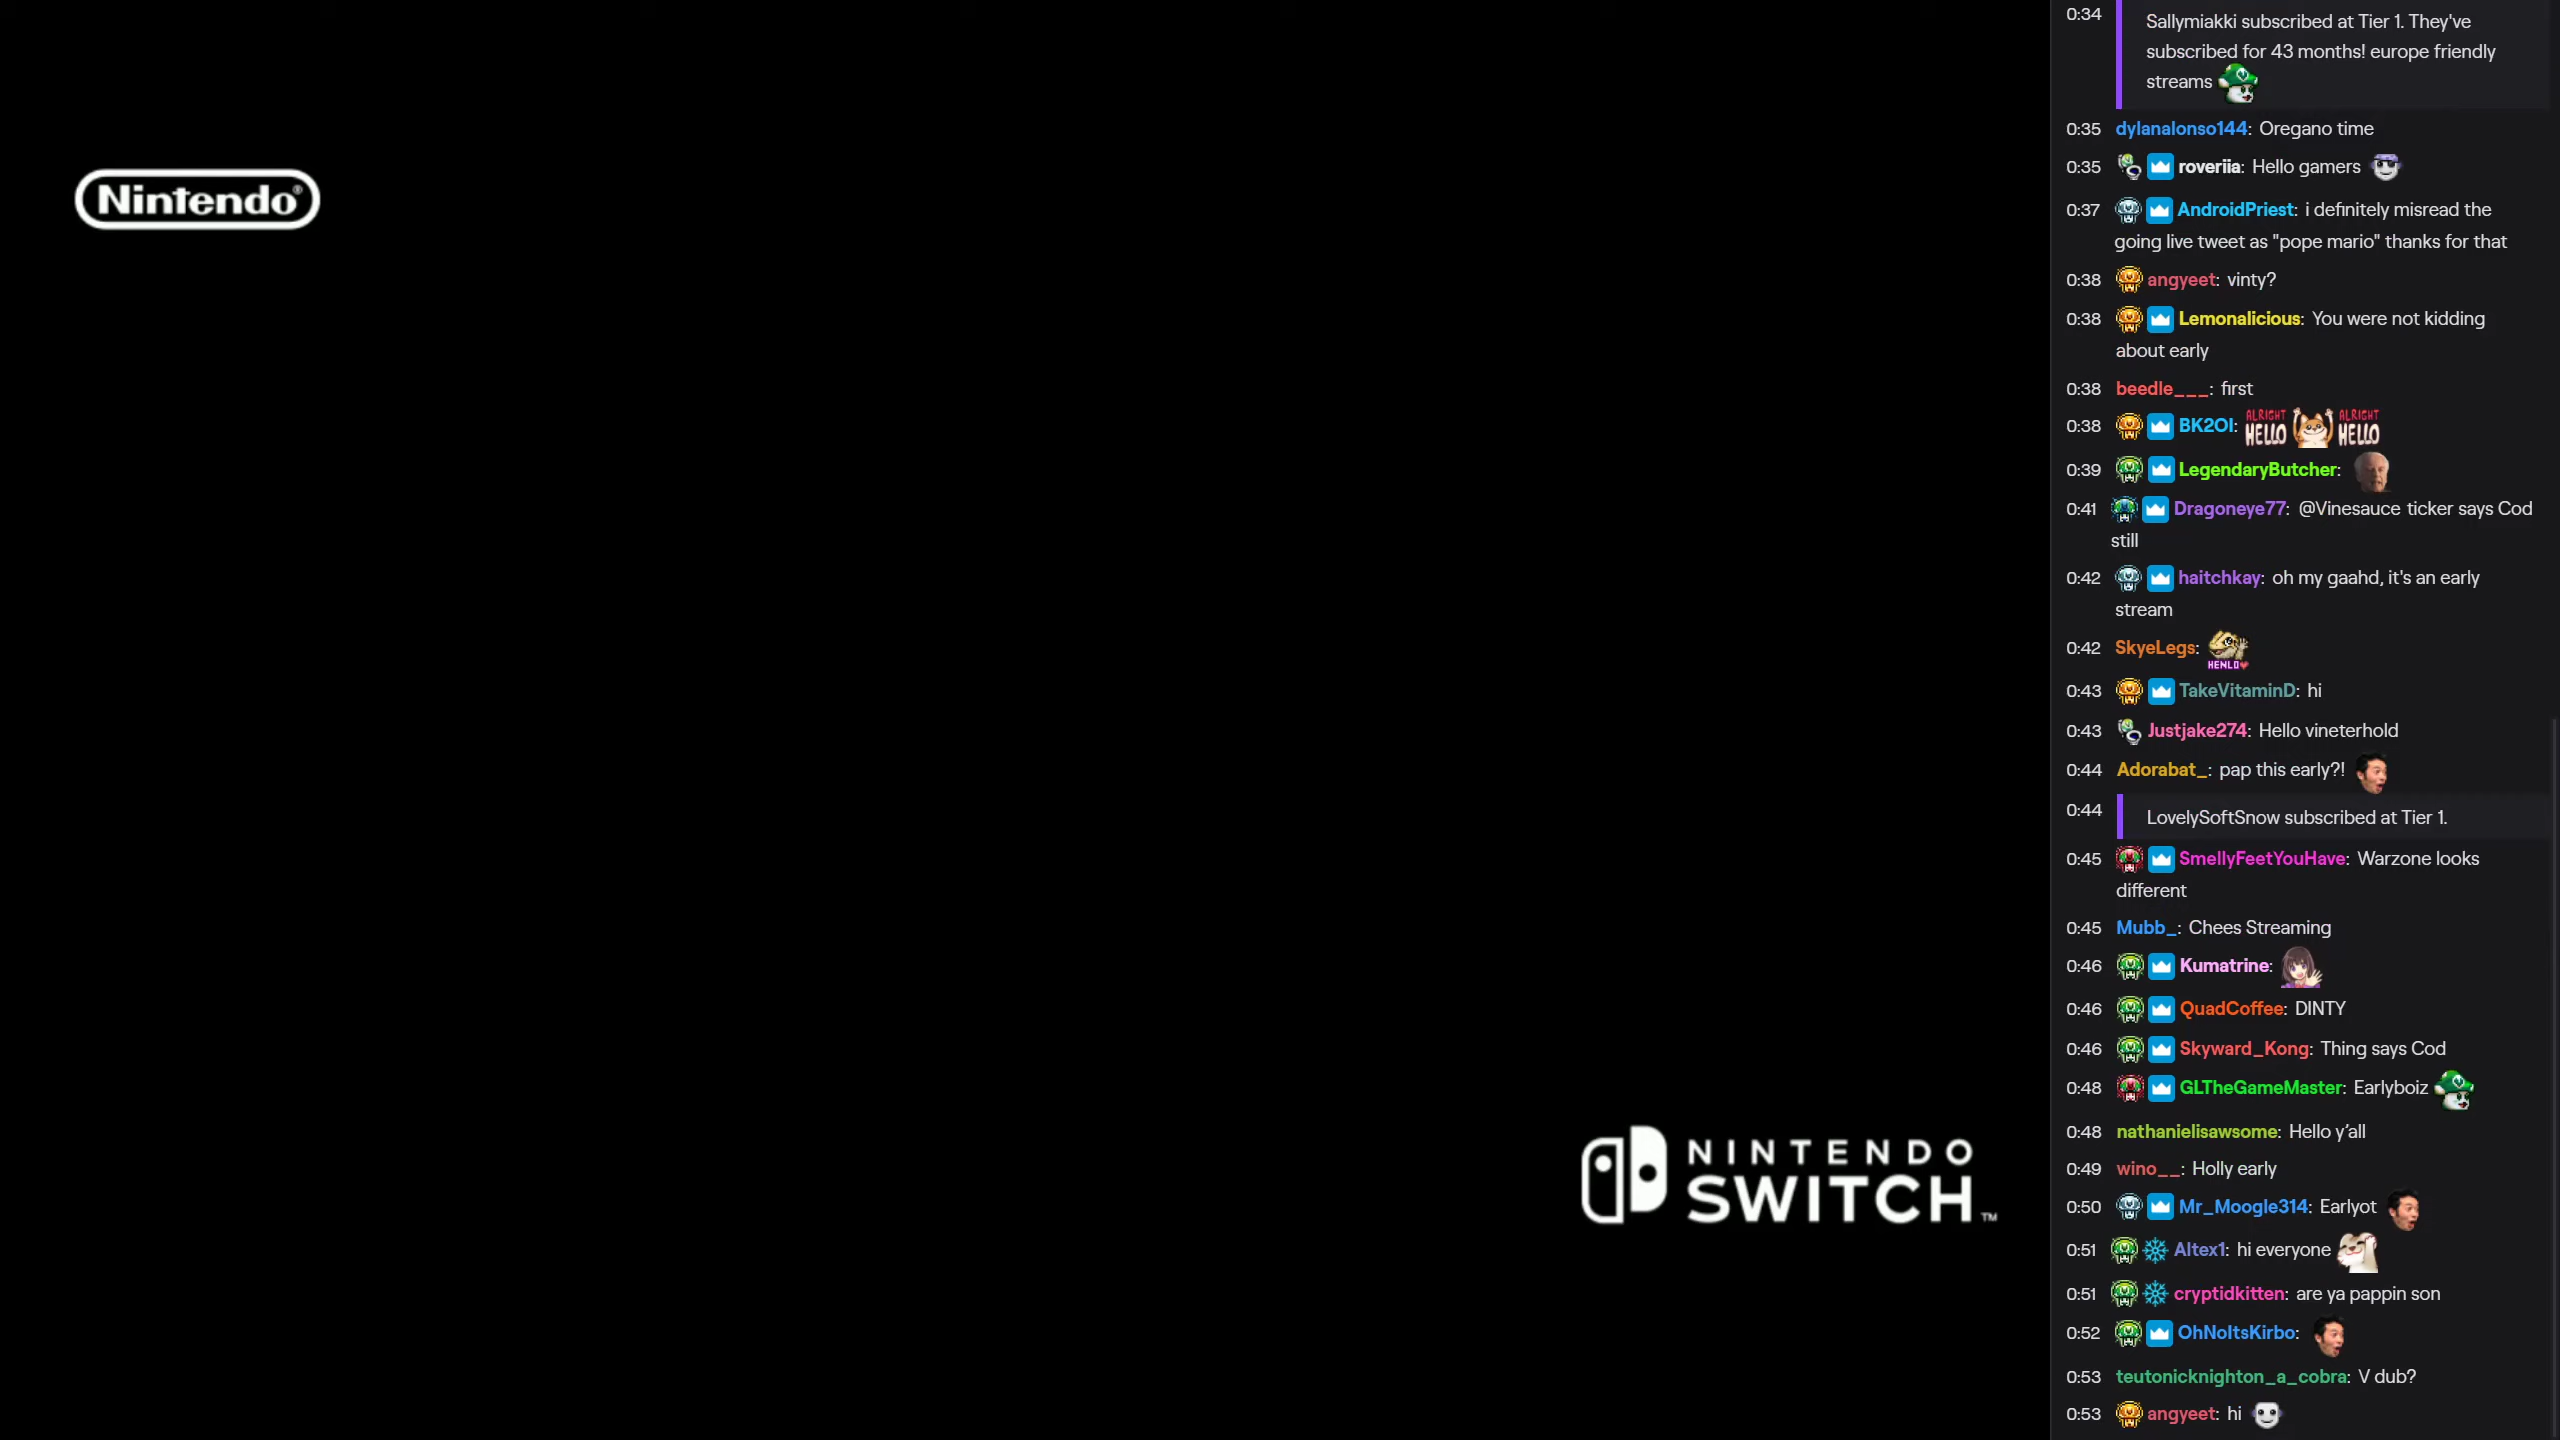 Nintendo®
NINTENDO
SWITCH™
0:34 Sallymiakki subscribed at Tier 1. They've
subscribed for 43 months! europe friendly
streams
0:35 dylanalonso144: Oregano time
0:35 roveriia: Hello gamers
0:37 AndroidPriest: i definitely misread the
going live tweet as "pope mario" thanks for that
0:38 angyeet: vinty?
0:38 Lemonalicious: You were not kidding
about early
0:38 beedle___: first
0:38 BK2OI: ALRIGHT HELLO ALRIGHT HELLO
0:39 LegendaryButcher:
0:41 Dragoneye77: @Vinesauce ticker says Cod
still
0:42 haitchkay: oh my gaahd, it's an early
stream
0:42 SkyeLegs: HENLO
0:43 TakeVitaminD: hi
0:43 Justjake274: Hello vineterhold
0:44 Adorabat_: pap this early?!
0:44 LovelySoftSnow subscribed at Tier 1.
0:45 SmellyFeetYouHave: Warzone looks
different
0:45 Mubb_: Chees Streaming
0:46 Kumatrine:
0:46 QuadCoffee: DINTY
0:46 Skyward_Kong: Thing says Cod
0:48 GLTheGameMaster: Earlyboiz
0:48 nathanielisawsome: Hello y'all
0:49 wino__: Holly early
0:50 Mr_Moogle314: Earlyot
0:51 Altex1: hi everyone
0:51 cryptidkitten: are ya pappin son
0:52 OhNoItsKirbo:
0:53 teutonicknighton_a_cobra: V dub?
0:53 angyeet: hi